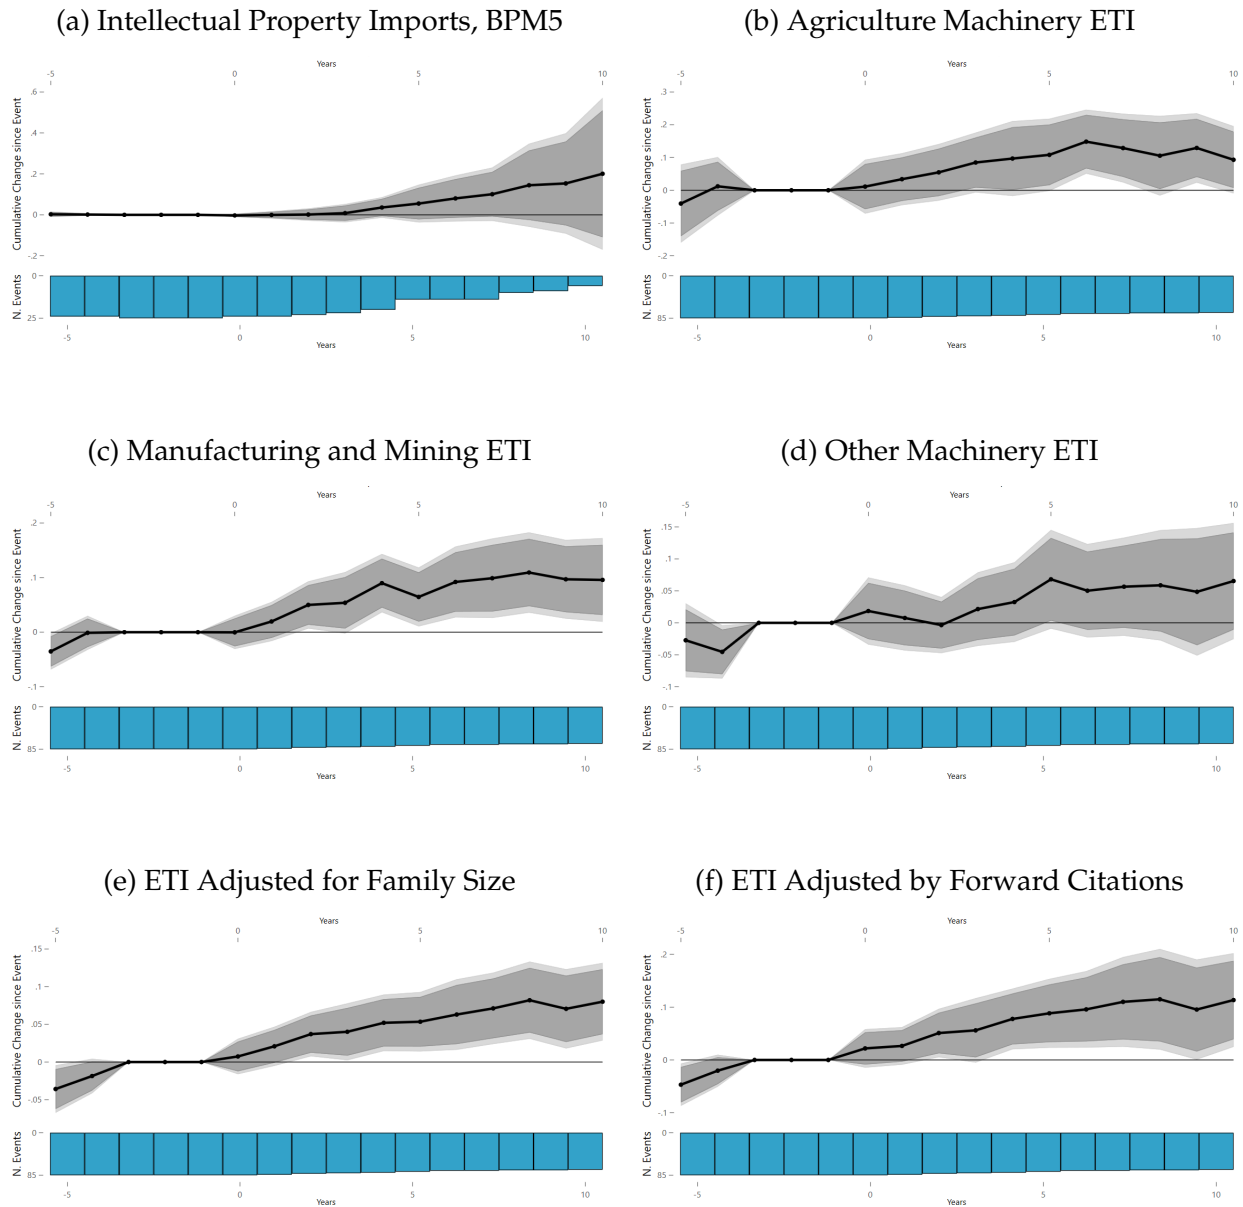 (a) Intellectual Property Imports, BPM5
Years
-5 0 5 10
Cumulative Change since Event
.6
.4
.2
0
-.2
N. Events
0
25
-5 0 5 10
Years
(b) Agriculture Machinery ETI
Years
-5 0 5 10
Cumulative Change since Event
.3
.2
.1
0
-.1
-.2
N. Events
0
85
-5 0 5 10
Years
(c) Manufacturing and Mining ETI
Years
-5 0 5 10
Cumulative Change since Event
.2
.1
0
-.1
N. Events
0
85
-5 0 5 10
Years
(d) Other Machinery ETI
Years
-5 0 5 10
Cumulative Change since Event
.15
.1
.05
0
-.05
-.1
N. Events
0
85
-5 0 5 10
Years
(e) ETI Adjusted for Family Size
Years
-5 0 5 10
Cumulative Change since Event
.15
.1
.05
0
-.05
N. Events
0
85
-5 0 5 10
Years
(f) ETI Adjusted by Forward Citations
Years
-5 0 5 10
Cumulative Change since Event
.2
.1
0
-.1
N. Events
0
85
-5 0 5 10
Years